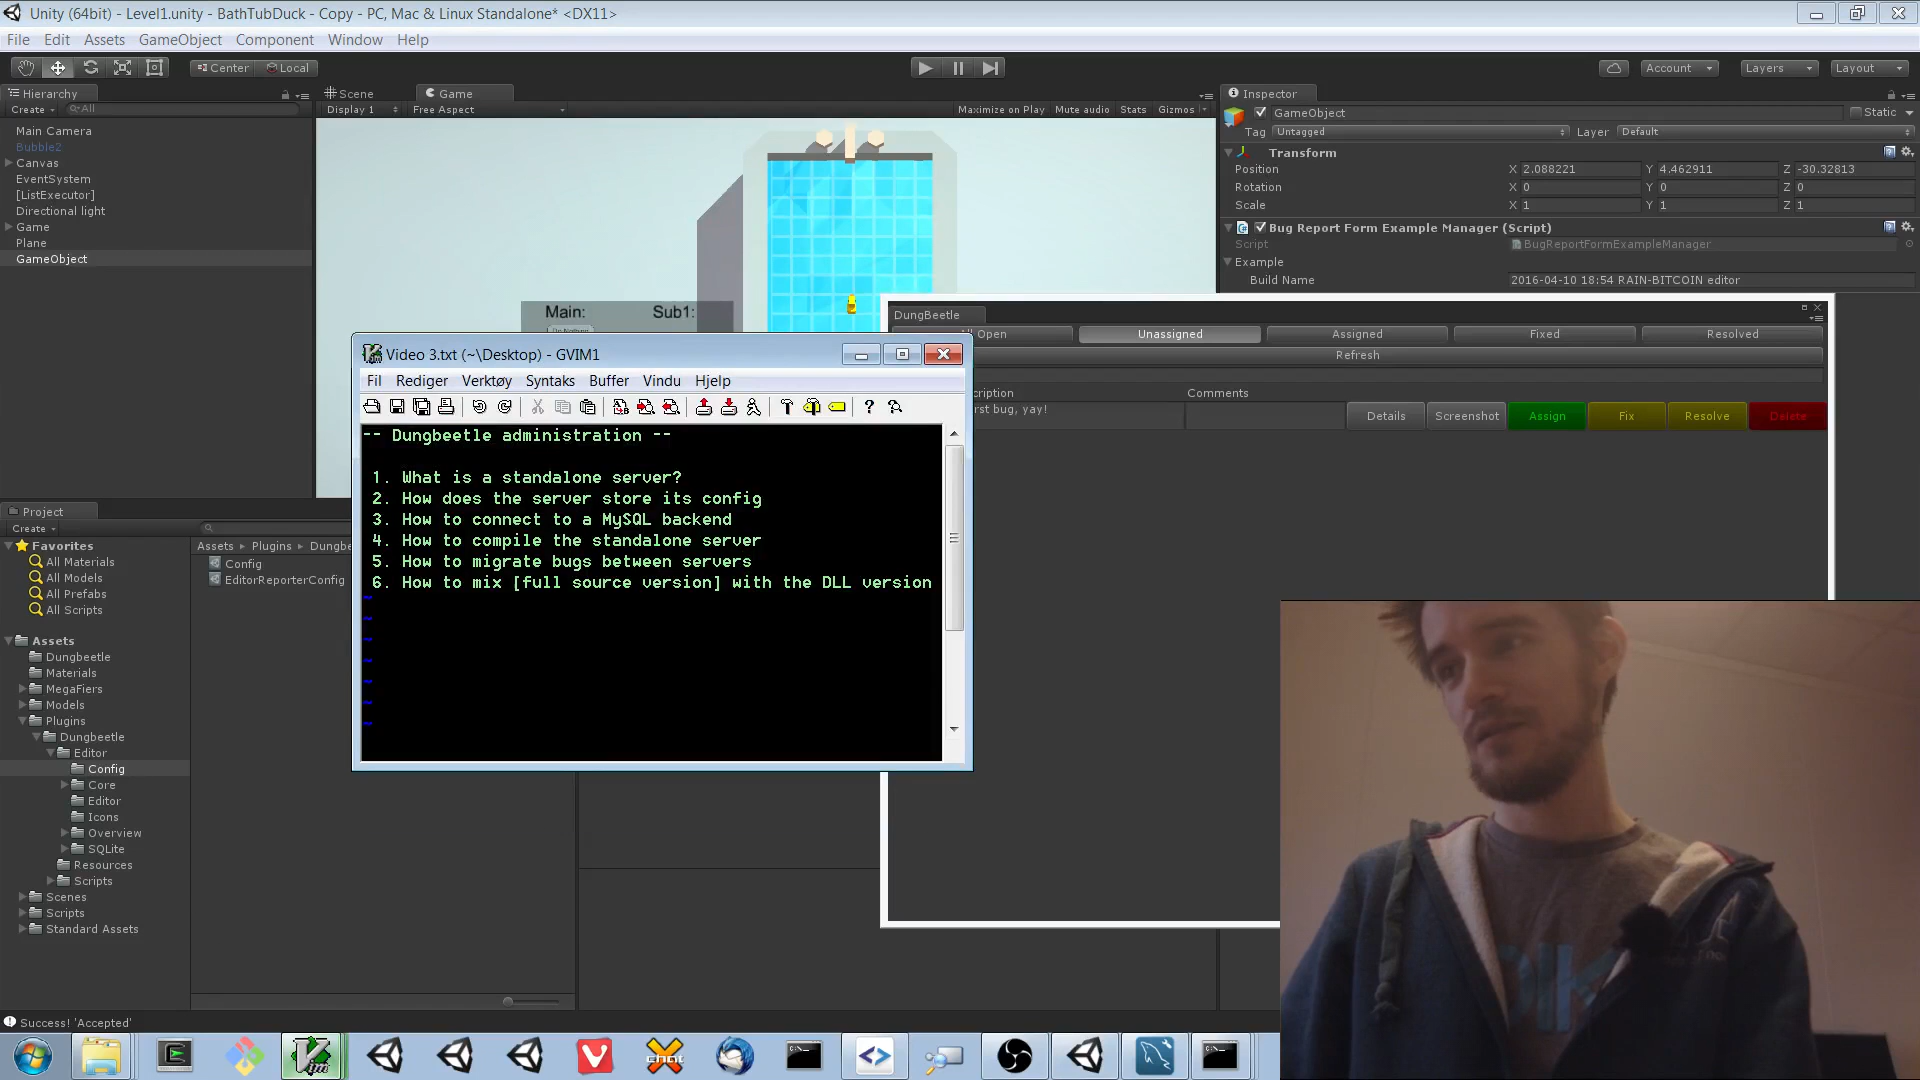 Unity (64bit) - Level1.unity - BathTubDuck - Copy - PC, Mac & Linux Standalone* <DX11>
File Edit Assets GameObject Component Window Help
Center Local
Account Layers Layout
Hierarchy
Create All
Main Camera
Bubble2
Canvas
EventSystem
[ListExecutor]
Directional light
Game
Plane
GameObject
Scene Game
Display 1 Free Aspect Maximize on Play Mute audio Stats Gizmos
Main: Sub1:
Inspector
GameObject Static
Tag Untagged Layer Default
Transform
Position X 2.088221 Y 4.462911 Z -30.32813
Rotation X 0 Y 0 Z 0
Scale X 1 Y 1 Z 1
Bug Report Form Example Manager (Script)
Script BugReportFormExampleManager
Example
Build Name 2016-04-10 18:54 RAIN-BITCOIN editor
DungBeetle
Open Unassigned Assigned Fixed Resolved
Refresh
Comments
bug, yay! Details Screenshot Assign Fix Resolve Delete
Video 3.txt (~\Desktop) - GVIM1
Fil Rediger Verktøy Syntaks Buffer Vindu Hjelp
-- Dungbeetle administration --
1. What is a standalone server?
2. How does the server store its config
3. How to connect to a MySQL backend
4. How to compile the standalone server
5. How to migrate bugs between servers
6. How to mix [full source version] with the DLL version
~
~
~
~
~
~
~
Project
Create
Favorites
All Materials
All Models
All Prefabs
All Scripts
Assets
Dungbeetle
Materials
MegaFiers
Models
Plugins
Dungbeetle
Editor
Config
Core
Editor
Icons
Overview
SQLite
Resources
Scripts
Scenes
Scripts
Standard Assets
Assets Plugins Dungbe
Config
EditorReporterConfig
Success! 'Accepted'
chat